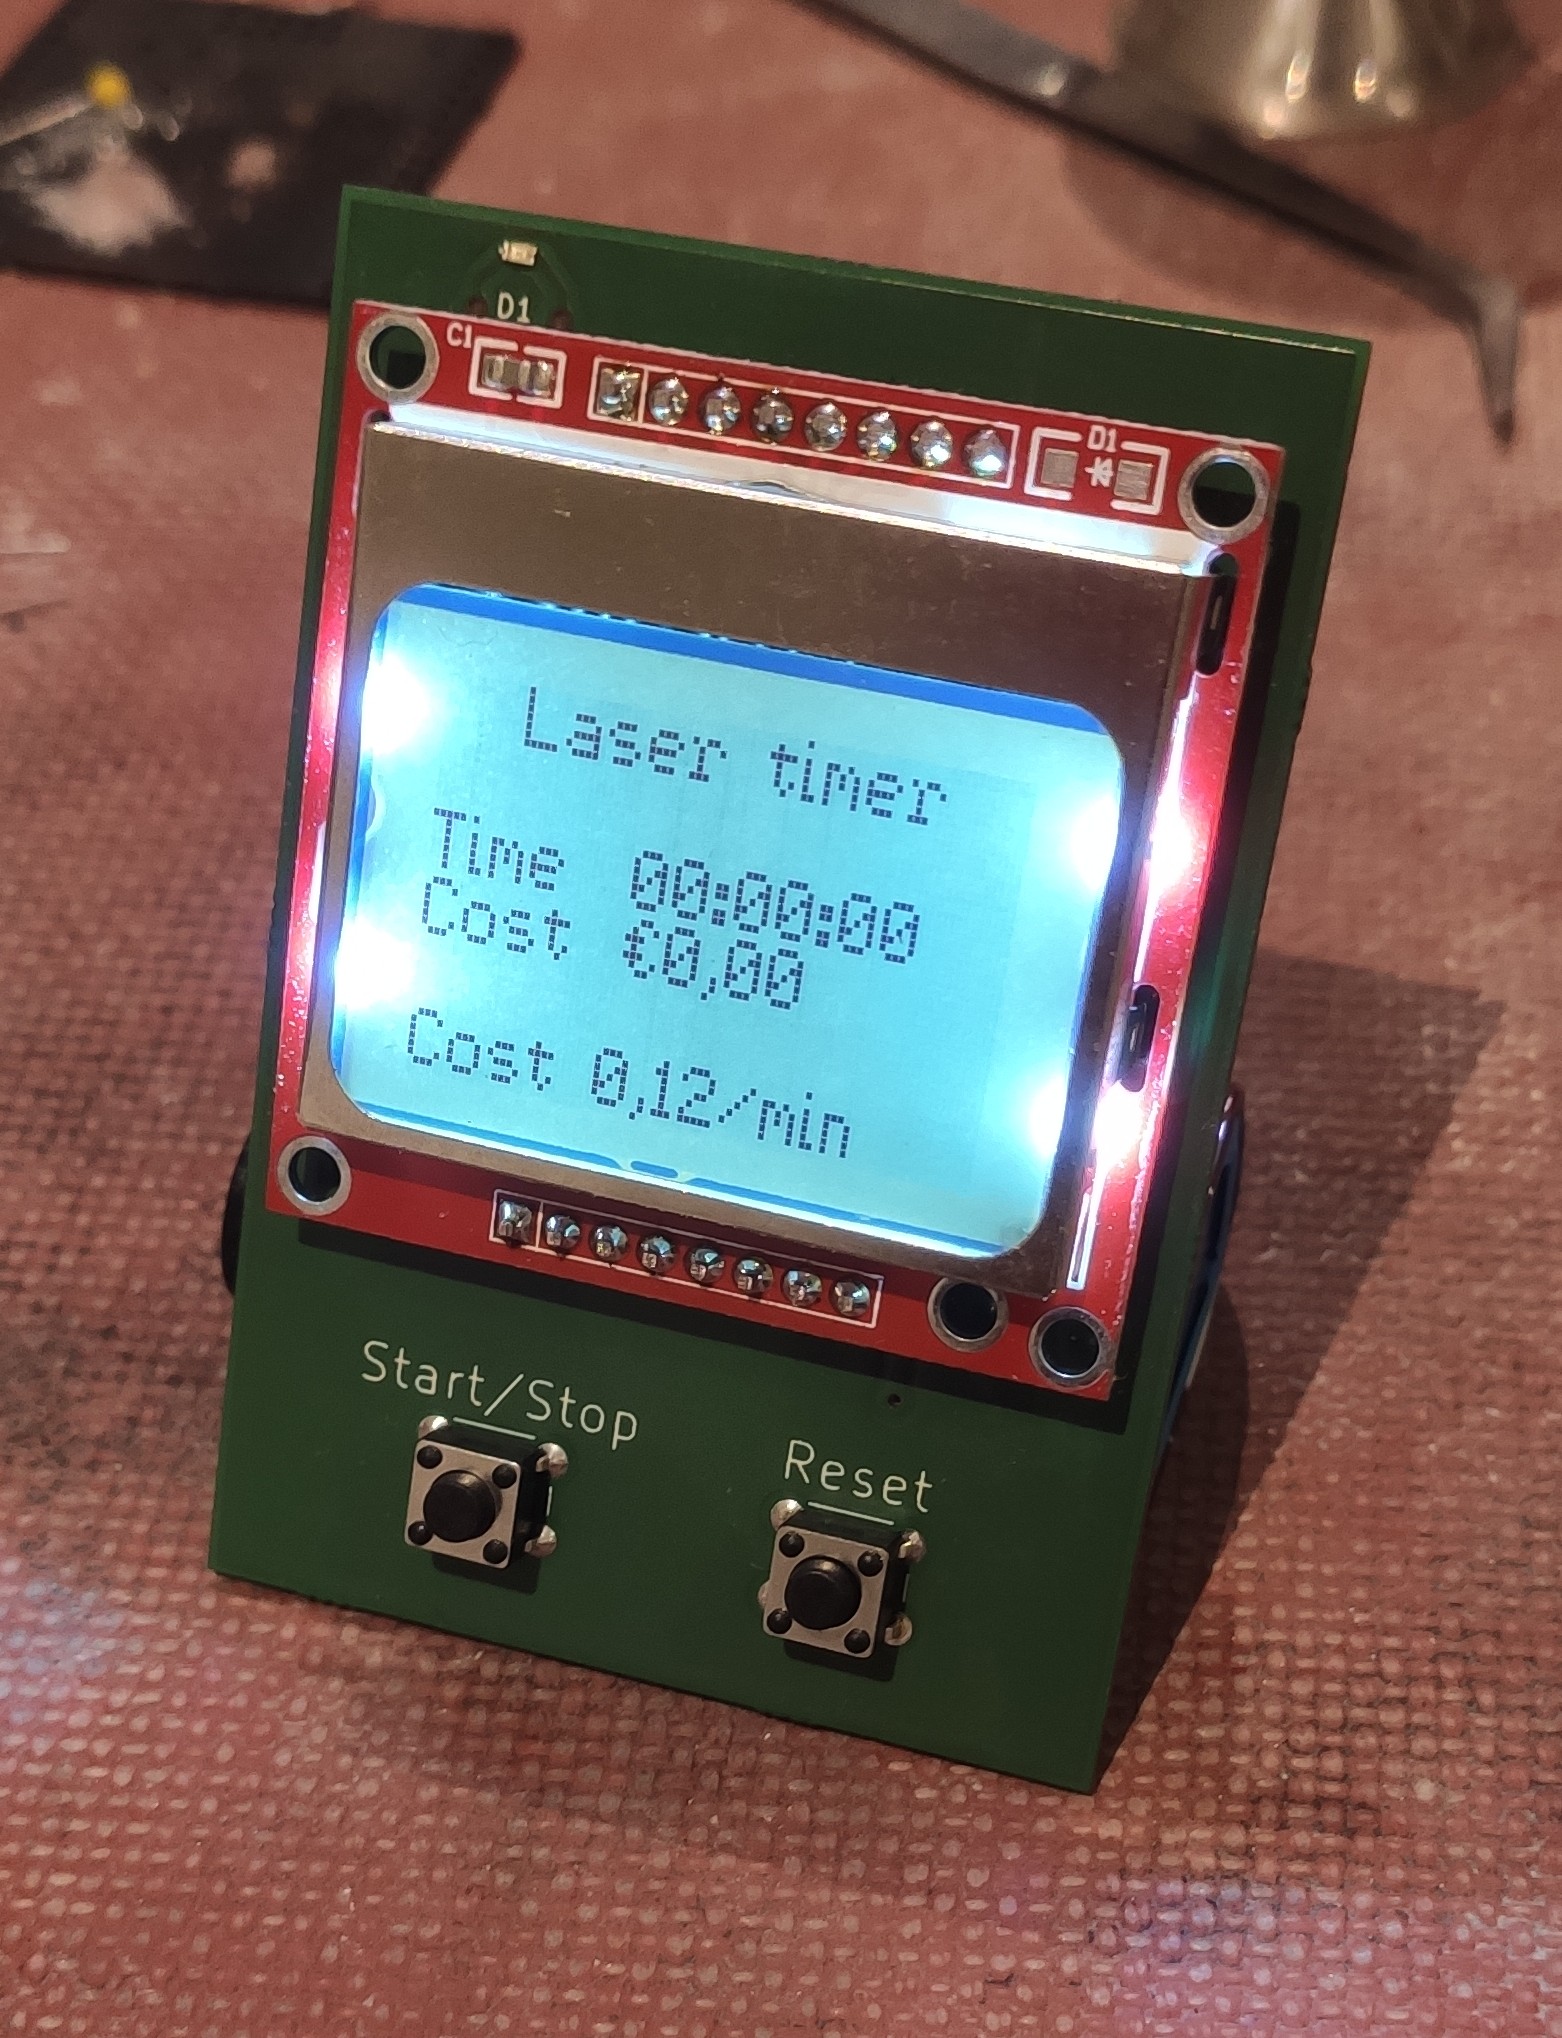 D1
C1
D1
Laser timer
Time 00:00:00
Cost €0,00
Cost 0,12/min
Start/Stop
Reset